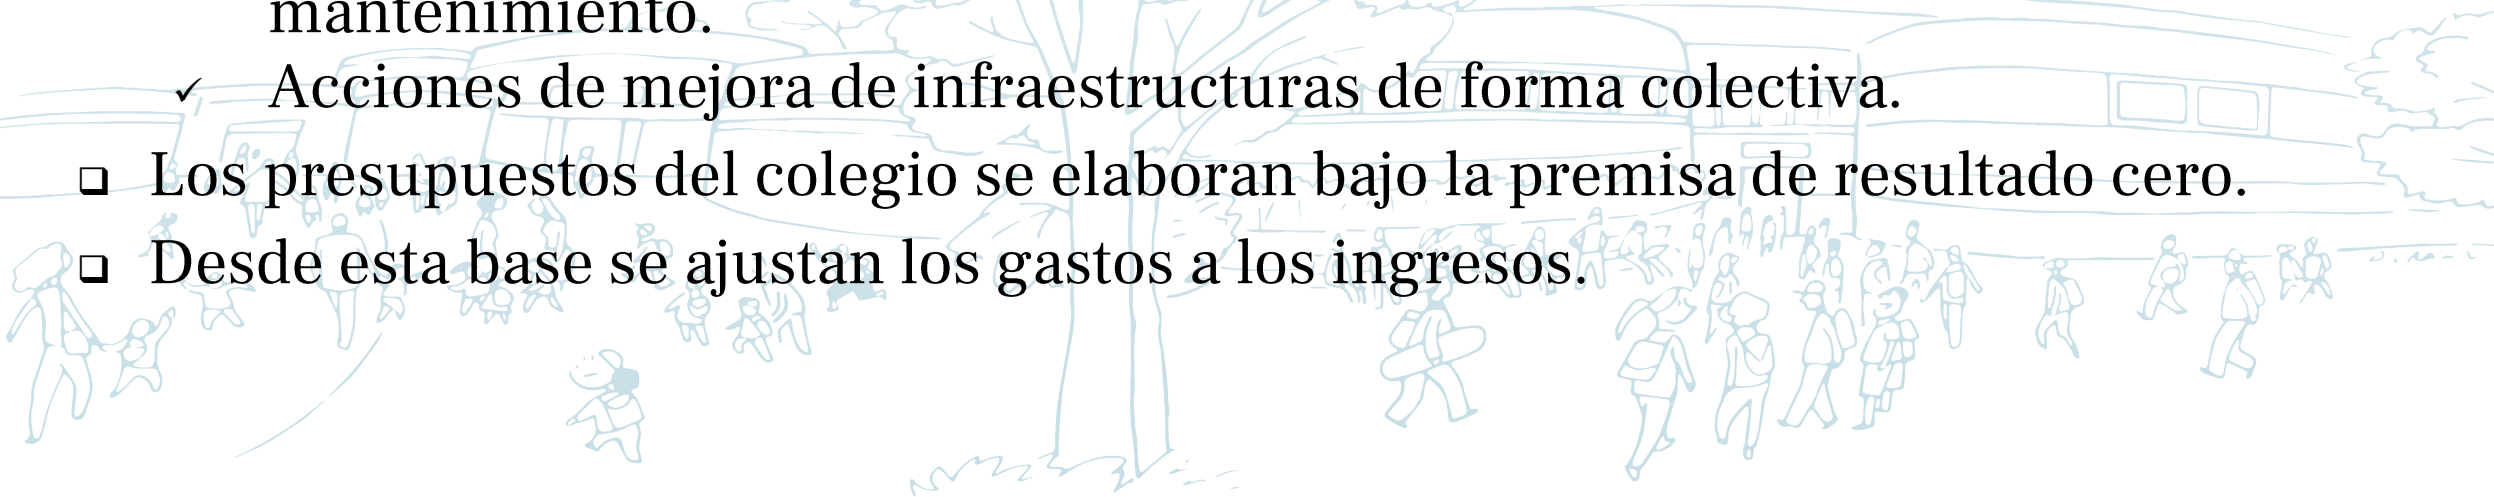 mantenimiento.
✓ Acciones de mejora de infraestructuras de forma colectiva.
❑ Los presupuestos del colegio se elaboran bajo la premisa de resultado cero.
❑ Desde esta base se ajustan los gastos a los ingresos.